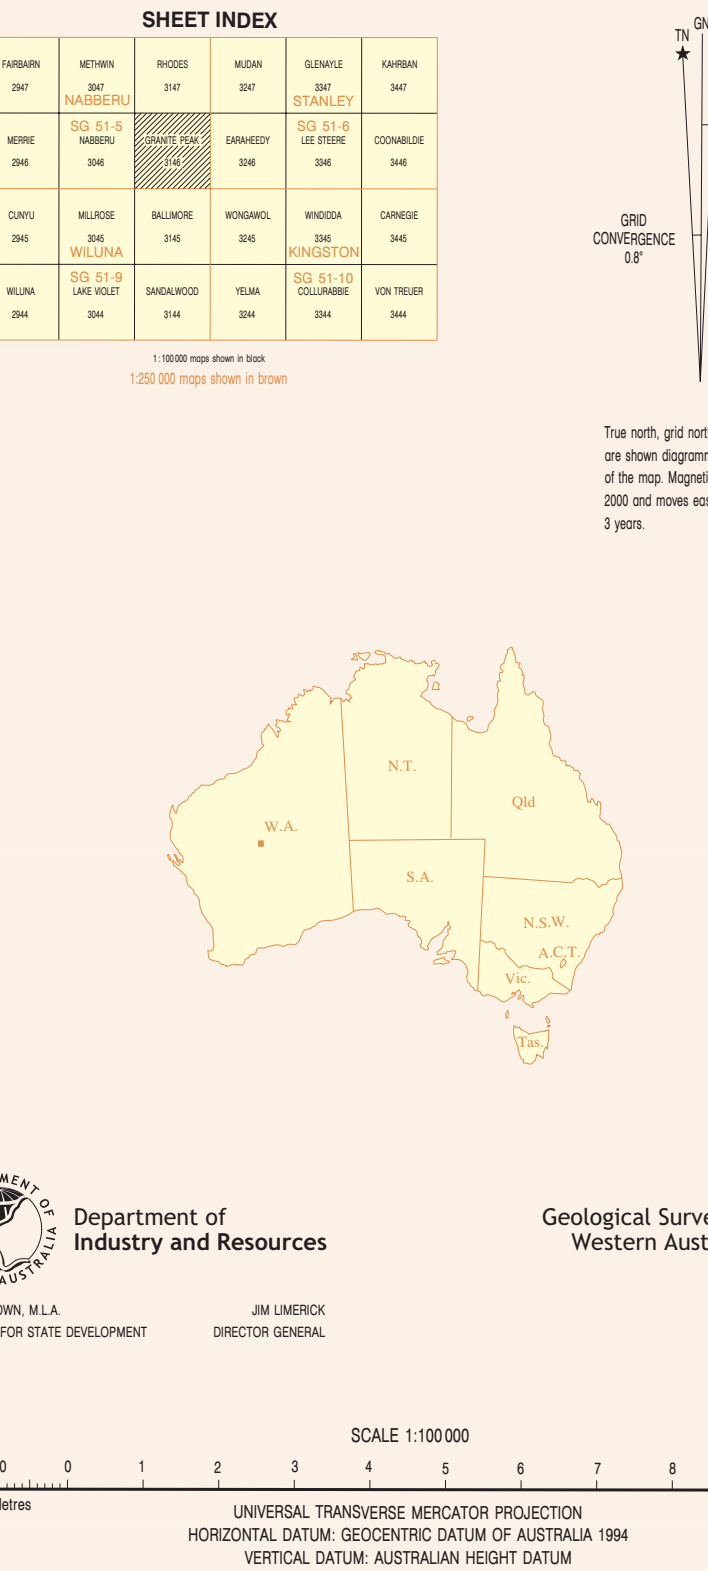 SHEET INDEX
FAIRBAIRN METHWIN RHODES MUDAN GLENAYLE KAHRBAN
2947 3047 3147 3247 3347 3447
NABBERU STANLEY
SG 51-5 SG 51-6
MERRIE NABBERU GRANITE PEAK EARAHEEDY LEE STEERE COONABILDIE
2946 3046 3146 3246 3346 3446
CUNYU MILLROSE BALLIMORE WONGAWOL WINDIDDA CARNEGIE
2945 3045 3145 3245 3345 3445
WILUNA KINGSTON
SG 51-9 SG 51-10
WILUNA LAKE VIOLET SANDALWOOD YELMA COLLURABBIE VON TREUER
2944 3044 3144 3244 3344 3444
1:100 000 maps shown in black
1:250 000 maps shown in brown
TN GN
GRID
CONVERGENCE
0.8°
True north, grid nort
are shown diagramm
of the map. Magneti
2000 and moves eas
3 years.
N.T.
Qld
W.A.
S.A.
N.S.W.
A.C.T.
Vic.
Tas.
MENT OF
AUSTRALIA
Department of
Industry and Resources
Geological Surve
Western Aust
OWN, M.L.A. JIM LIMERICK
FOR STATE DEVELOPMENT DIRECTOR GENERAL
SCALE 1:100 000
0 0 1 2 3 4 5 6 7 8
letres
UNIVERSAL TRANSVERSE MERCATOR PROJECTION
HORIZONTAL DATUM: GEOCENTRIC DATUM OF AUSTRALIA 1994
VERTICAL DATUM: AUSTRALIAN HEIGHT DATUM